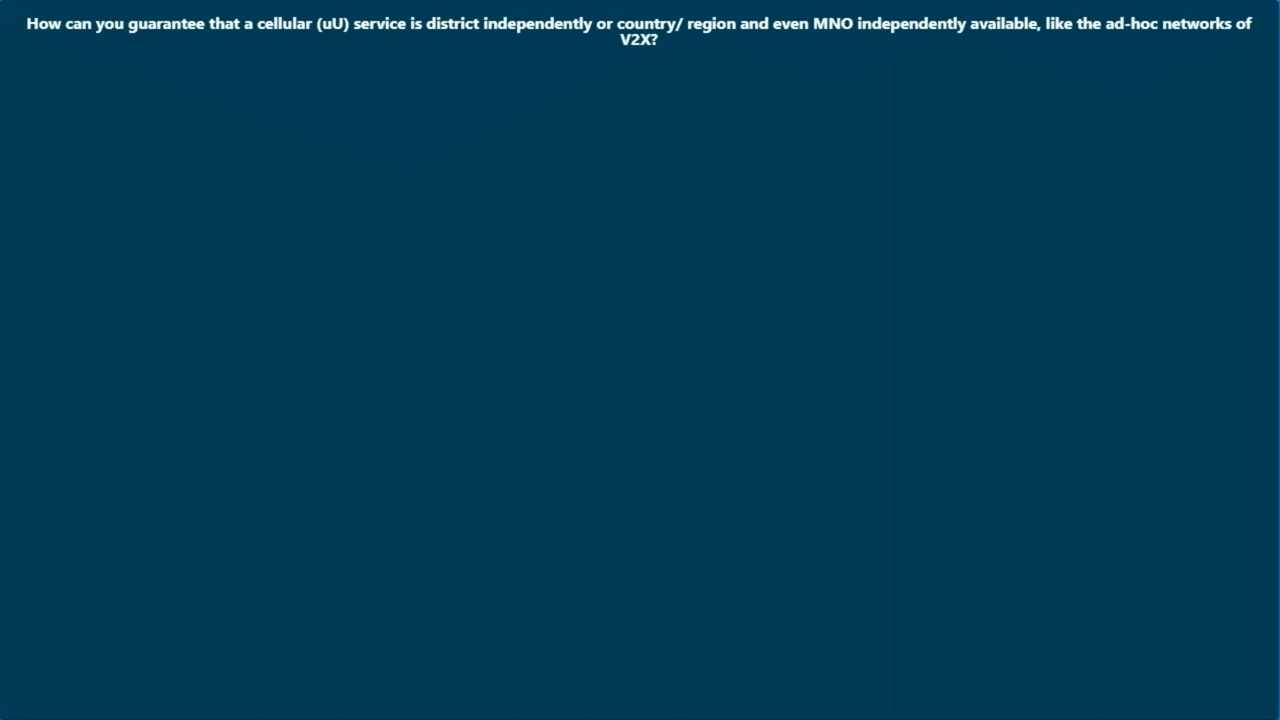 How can you guarantee that a cellular (uU) service is district independently or country/ region and even MNO independently available, like the ad-hoc networks of
V2X?